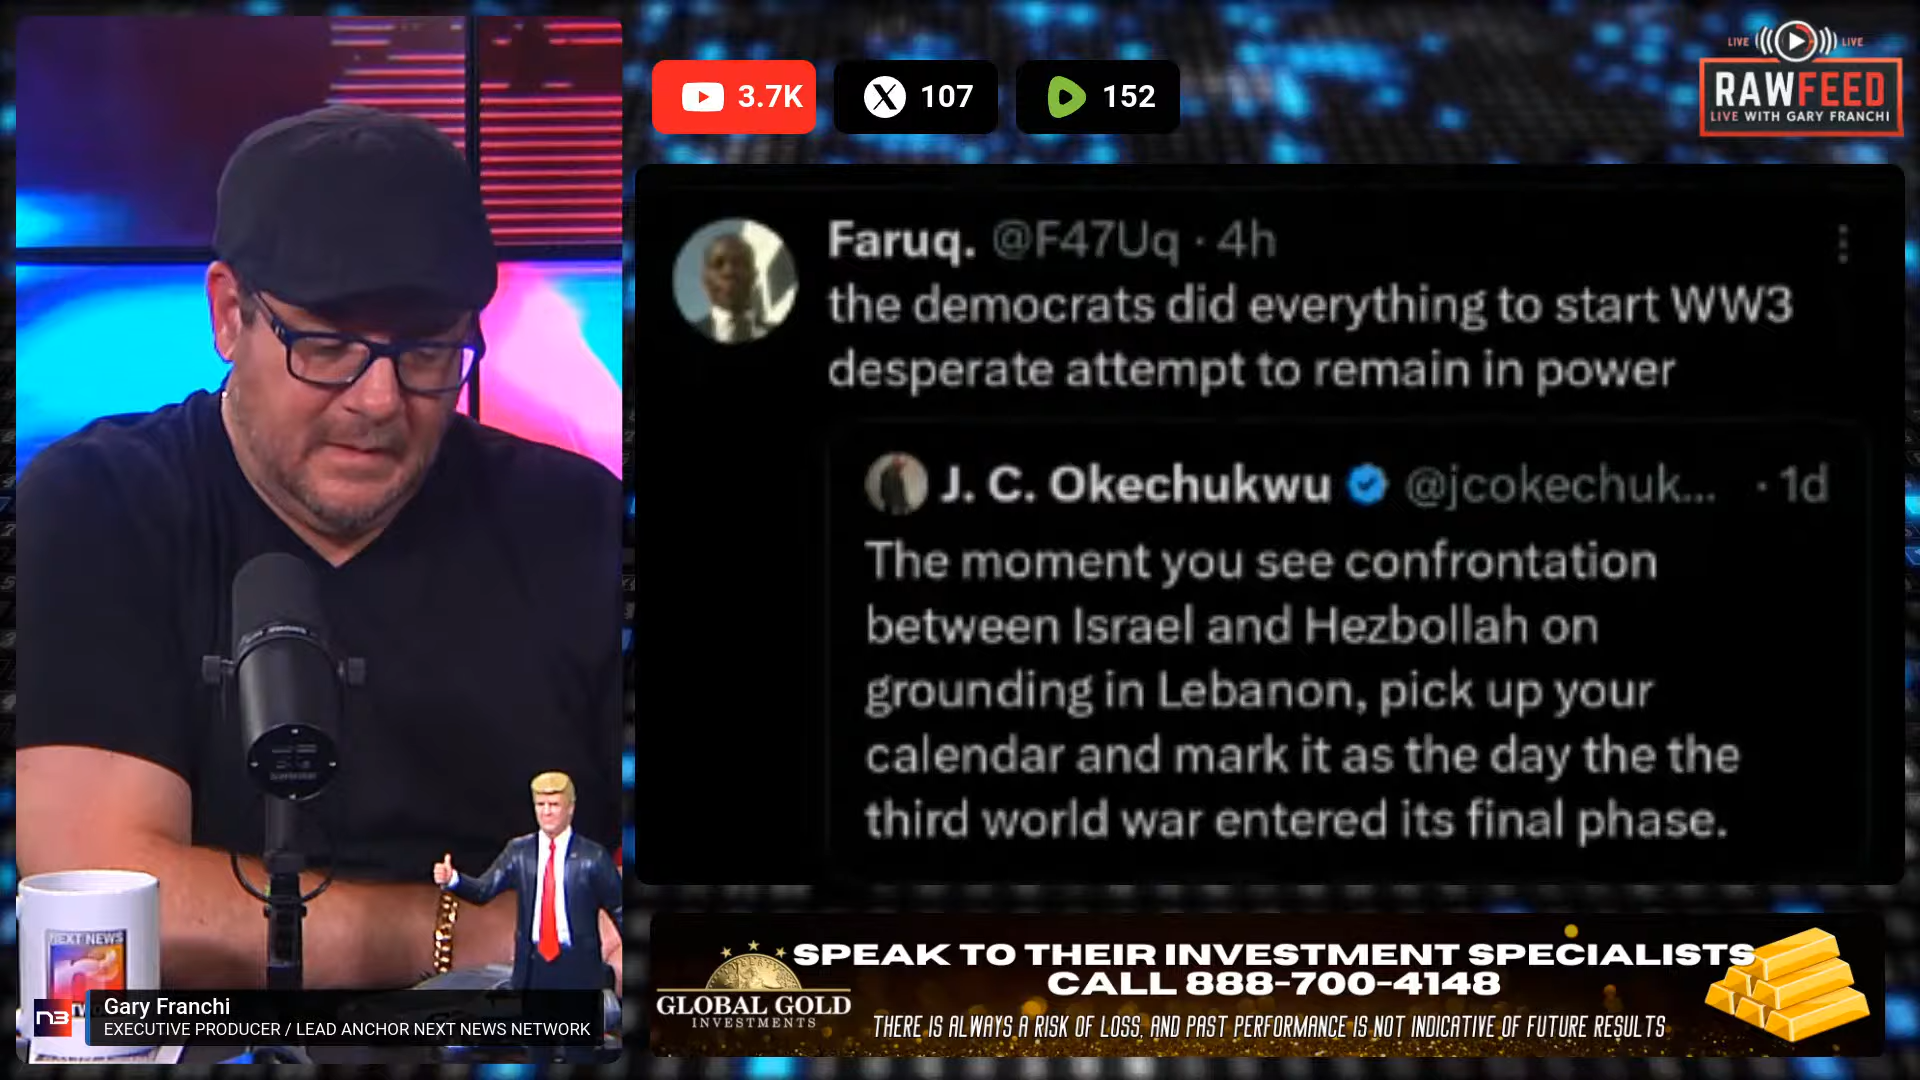 3.7K
107
152
LIVE LIVE
RAWFEED
LIVE WITH GARY FRANCHI
Faruq. @F47Uq · 4h
the democrats did everything to start WW3
desperate attempt to remain in power
J. C. Okechukwu @jcokechuk... · 1d
The moment you see confrontation
between Israel and Hezbollah on
grounding in Lebanon, pick up your
calendar and mark it as the day the the
third world war entered its final phase.
NEXT NEWS
n3
Gary Franchi
EXECUTIVE PRODUCER / LEAD ANCHOR NEXT NEWS NETWORK
GLOBAL GOLD
INVESTMENTS
SPEAK TO THEIR INVESTMENT SPECIALISTS
CALL 888-700-4148
THERE IS ALWAYS A RISK OF LOSS, AND PAST PERFORMANCE IS NOT INDICATIVE OF FUTURE RESULTS